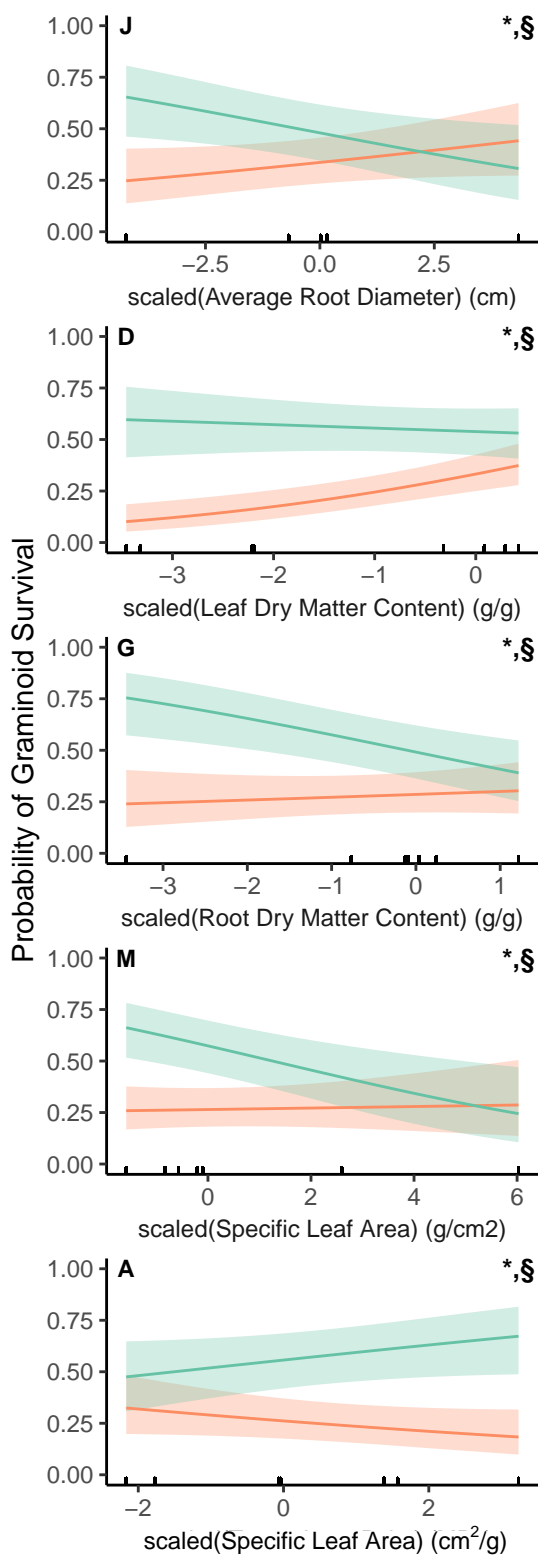 Probability of Graminoid Survival
J *,§
1.00
0.75
0.50
0.25
0.00
−2.5 0.0 2.5
scaled(Average Root Diameter) (cm)
D *,§
1.00
0.75
0.50
0.25
0.00
−3 −2 −1 0
scaled(Leaf Dry Matter Content) (g/g)
G *,§
1.00
0.75
0.50
0.25
0.00
−3 −2 −1 0 1
scaled(Root Dry Matter Content) (g/g)
M *,§
1.00
0.75
0.50
0.25
0.00
0 2 4 6
scaled(Specific Leaf Area) (g/cm2)
A *,§
1.00
0.75
0.50
0.25
0.00
−2 0 2
scaled(Specific Leaf Area) (cm²/g)